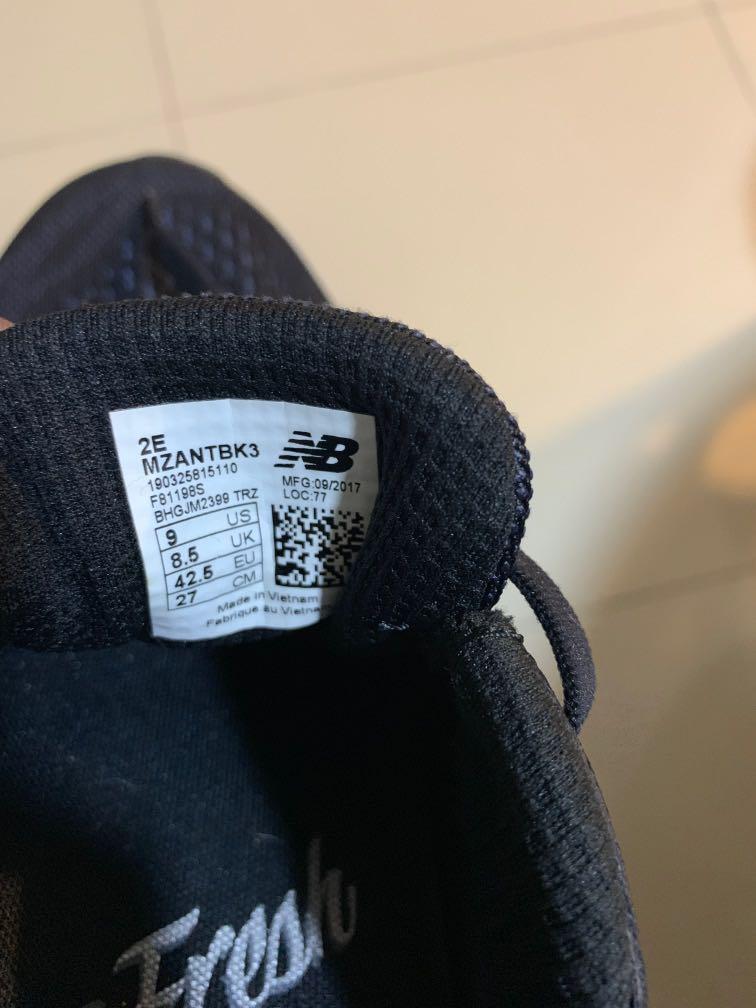 2E
MZANTBK3
190325815110
F81198S
BHGJM2399 TRZ
9 US
8.5 UK
42.5 EU
27 CM
NB
MFG:09/2017
LOC:77
Made in Vietnam
Fabriqué au Vietnam
Fresh